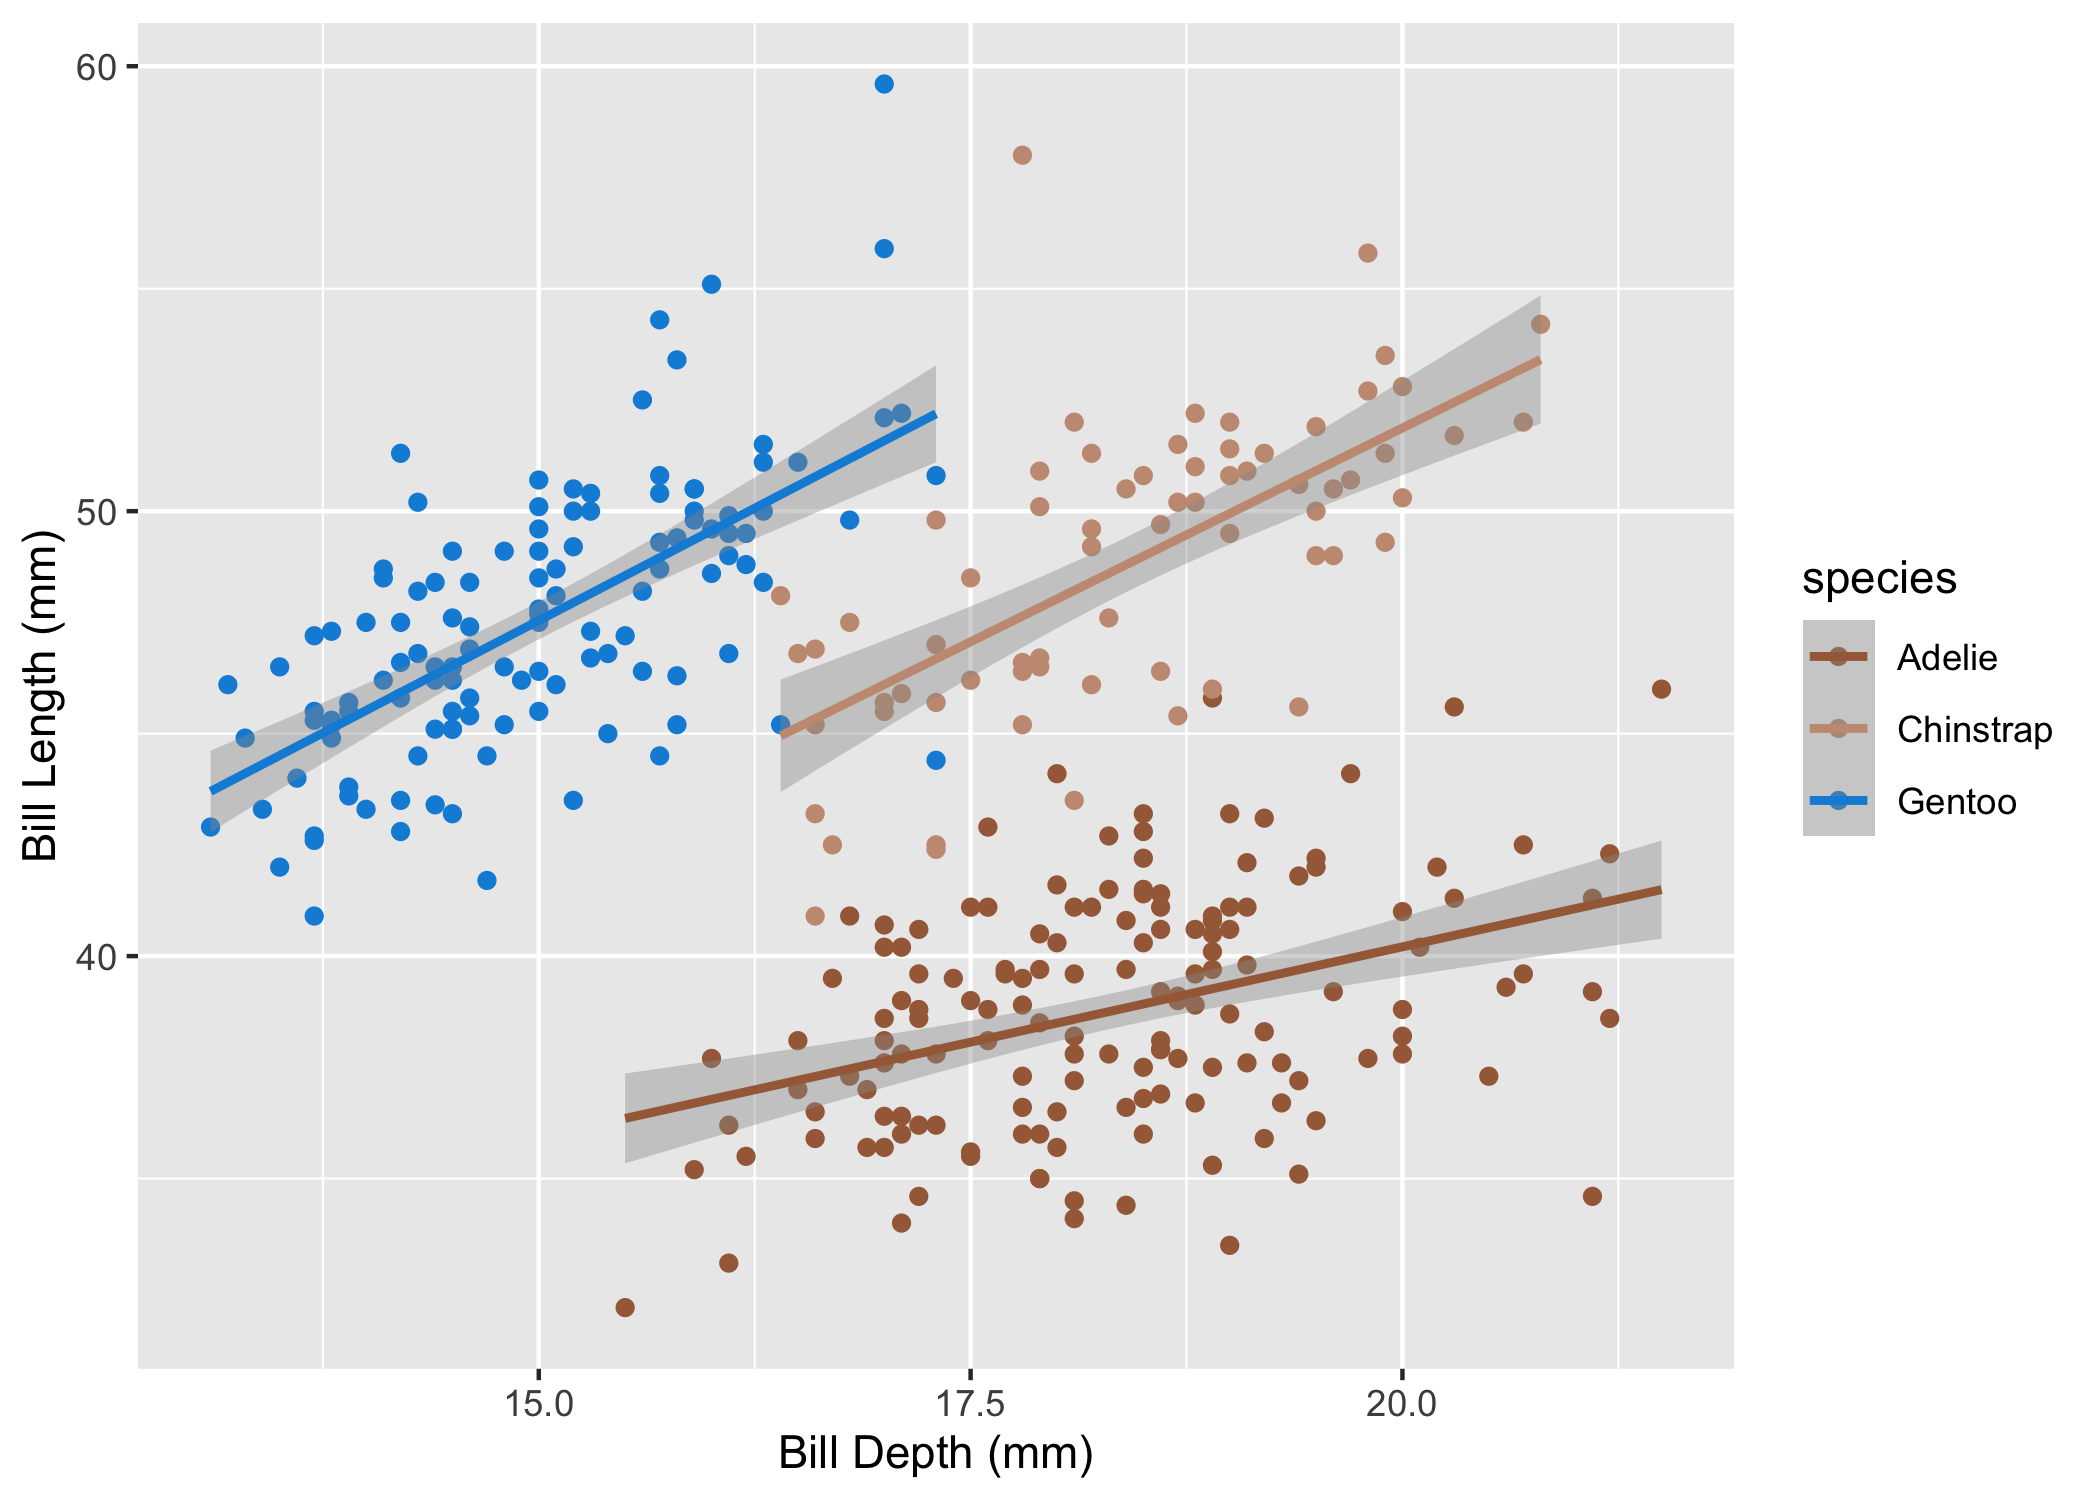 60
50
40
Bill Length (mm)
15.0
17.5
20.0
Bill Depth (mm)
species
Adelie
Chinstrap
Gentoo